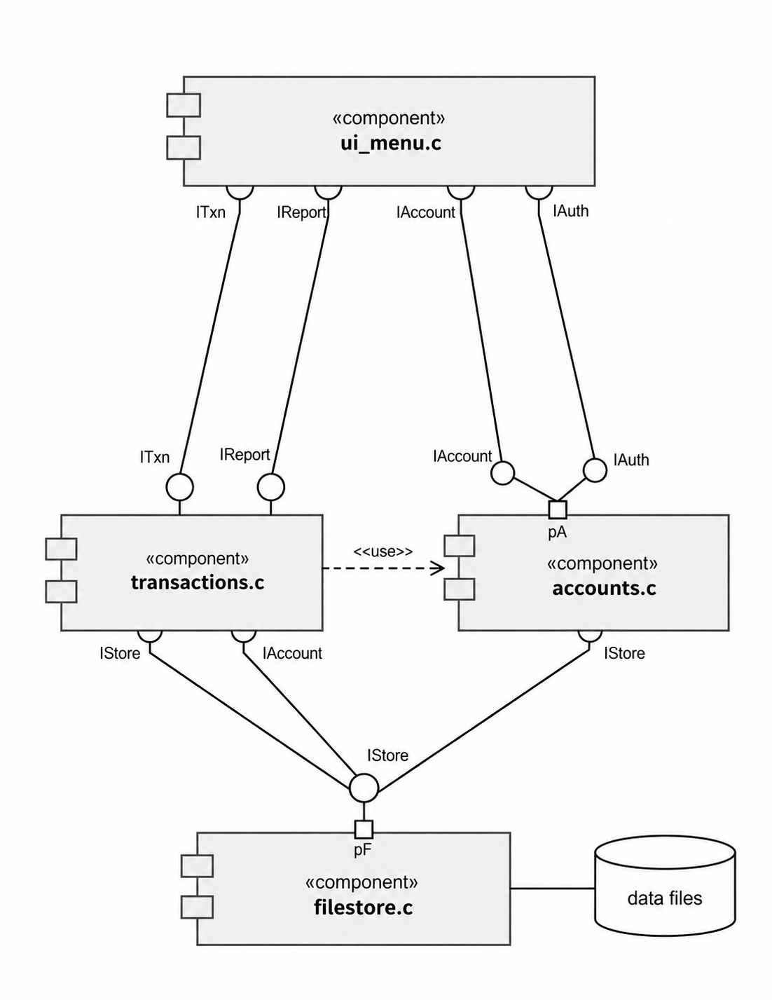 «component»
ui_menu.c
ITxn
IReport
IAccount
IAuth
ITxn
IReport
IAccount
IAuth
pA
«component»
transactions.c
<<use>>
«component»
accounts.c
IStore
IAccount
IStore
IStore
pF
«component»
filestore.c
data files